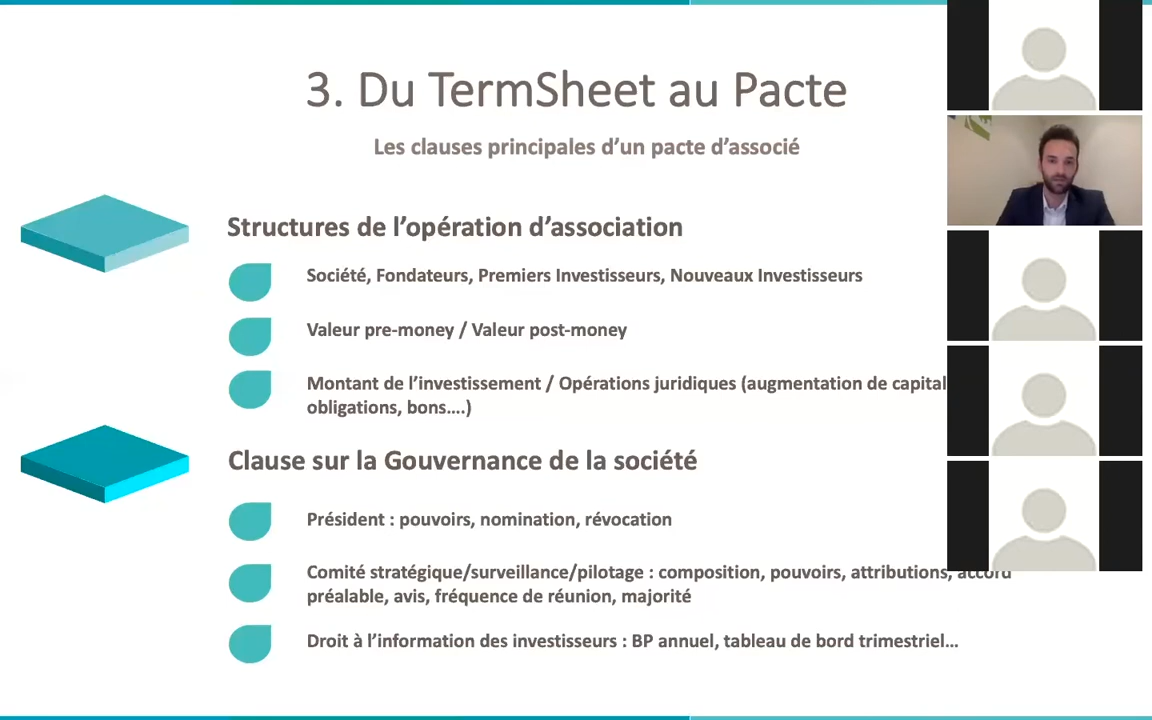 3. Du TermSheet au Pacte
Les clauses principales d’un pacte d’associé
Structures de l’opération d’association
Société, Fondateurs, Premiers Investisseurs, Nouveaux Investisseurs
Valeur pre-money / Valeur post-money
Montant de l’investissement / Opérations juridiques (augmentation de capital
obligations, bons….)
Clause sur la Gouvernance de la société
Président : pouvoirs, nomination, révocation
Comité stratégique/surveillance/pilotage : composition, pouvoirs, attributions, accord
préalable, avis, fréquence de réunion, majorité
Droit à l’information des investisseurs : BP annuel, tableau de bord trimestriel…